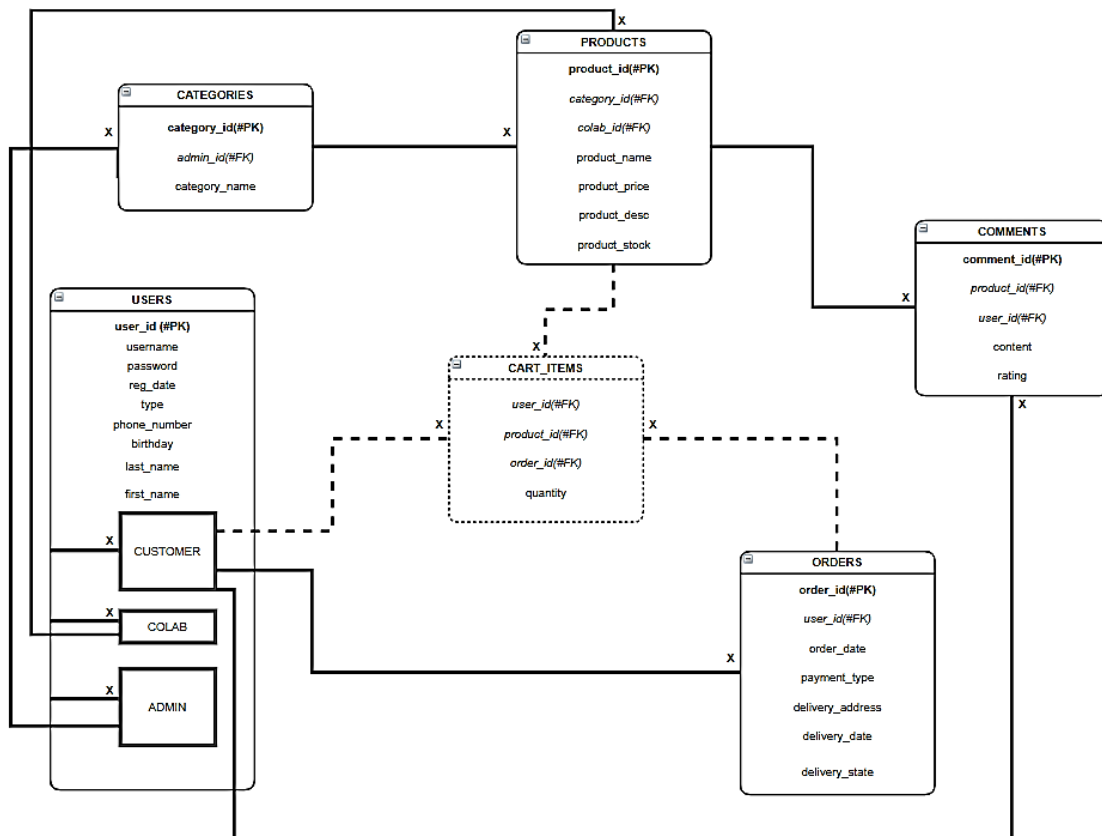 X
X
PRODUCTS
product_id(#PK)
category_id(#FK)
colab_id(#FK)
product_name
product_price
product_desc
product_stock
CATEGORIES
X
category_id(#PK)
admin_id(#FK)
category_name
X
COMMENTS
comment_id(#PK)
product_id(#FK)
user_id(#FK)
content
rating
X
X
USERS
user_id (#PK)
username
password
reg_date
type
phone_number
birthday
last_name
first_name
X
CUSTOMER
X
COLAB
X
ADMIN
X
CART_ITEMS
user_id(#FK)
product_id(#FK)
order_id(#FK)
quantity
X
X
ORDERS
order_id(#PK)
user_id(#FK)
order_date
payment_type
delivery_address
delivery_date
delivery_state
X